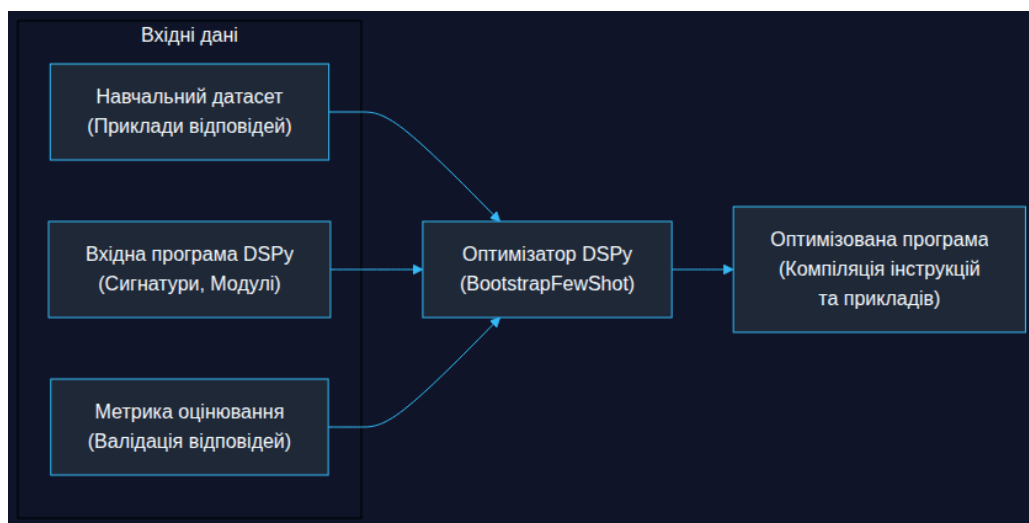 Вхідні дані
Навчальний датасет
(Приклади відповідей)
Вхідна програма DSPy
(Сигнатури, Модулі)
Метрика оцінювання
(Валідація відповідей)
Оптимізатор DSPy
(BootstrapFewShot)
Оптимізована програма
(Компіляція інструкцій
та прикладів)